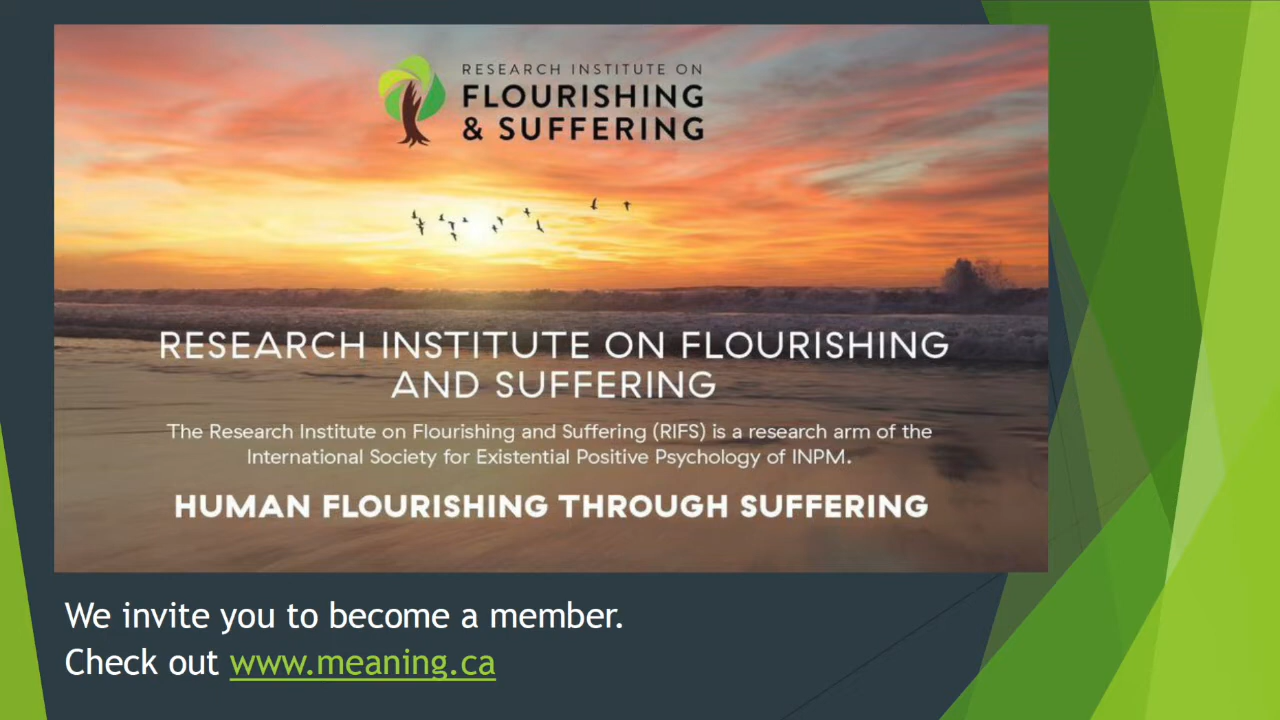 RESEARCH INSTITUTE ON
FLOURISHING
& SUFFERING
RESEARCH INSTITUTE ON FLOURISHING
AND SUFFERING
The Research Institute on Flourishing and Suffering (RIFS) is a research arm of the
International Society for Existential Positive Psychology of INPM.
HUMAN FLOURISHING THROUGH SUFFERING
We invite you to become a member.
Check out www.meaning.ca